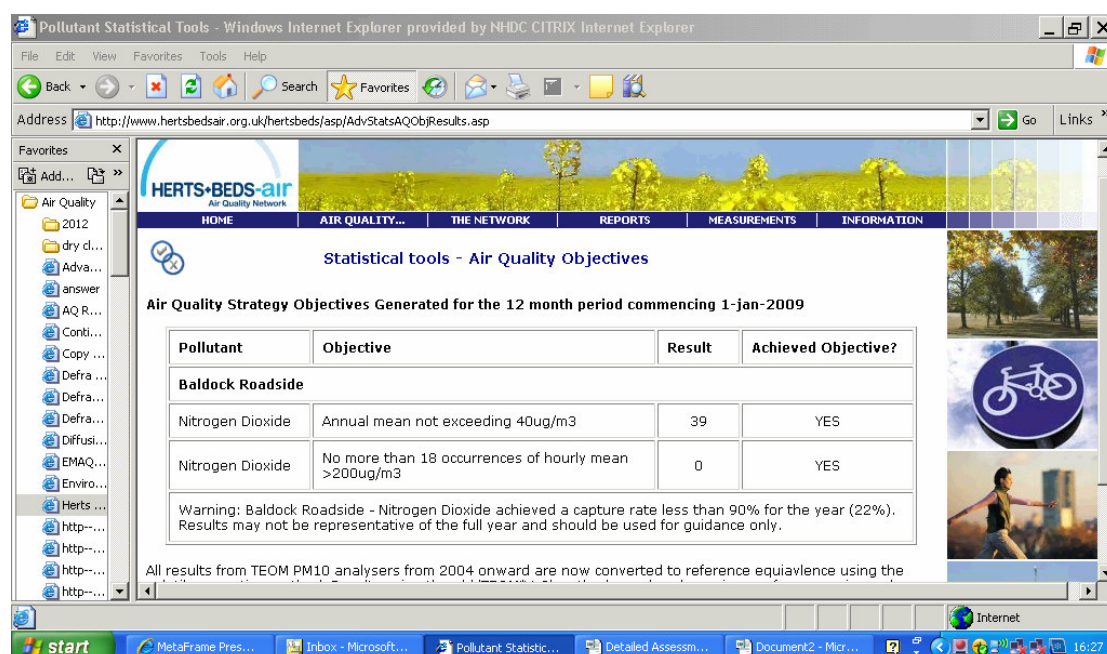 Pollutant Statistical Tools - Windows Internet Explorer provided by NHDC CITRIX Internet Explorer
File Edit View Favorites Tools Help
Back Search Favorites
Address http://www.hertsbedsair.org.uk/hertsbeds/asp/AdvStatsAQObjResults.asp Go Links »
Favorites x
Add... »
Air Quality
2012
dry cl...
Adva...
answer
AQ R...
Conti...
Copy ...
Defra ...
Defra...
Defra...
Diffusi...
EMAQ...
Enviro...
Herts ...
http--...
http--...
http--...
http--...
HERTS•BEDS-air
Air Quality Network
HOME AIR QUALITY... THE NETWORK REPORTS MEASUREMENTS INFORMATION
Statistical tools - Air Quality Objectives
Air Quality Strategy Objectives Generated for the 12 month period commencing 1-jan-2009
Pollutant Objective Result Achieved Objective?
Baldock Roadside
Nitrogen Dioxide Annual mean not exceeding 40ug/m3 39 YES
Nitrogen Dioxide No more than 18 occurrences of hourly mean >200ug/m3 0 YES
Warning: Baldock Roadside - Nitrogen Dioxide achieved a capture rate less than 90% for the year (22%).
Results may not be representative of the full year and should be used for guidance only.
All results from TEOM PM10 analysers from 2004 onward are now converted to reference equiavlence using the
Internet
start MetaFrame Pres... Inbox - Microsoft... Pollutant Statistic... Detailed Assessm... Document2 - Micr... 16:27